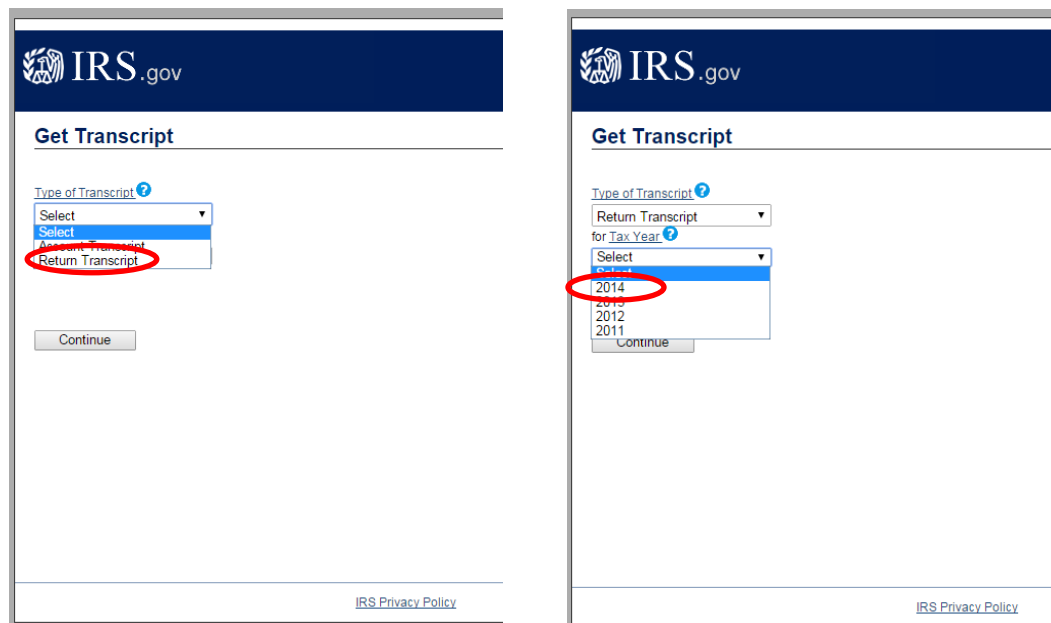 IRS.gov
Get Transcript
Type of Transcript ?
Select
Select
Account Transcript
Return Transcript
Continue
IRS Privacy Policy
IRS.gov
Get Transcript
Type of Transcript ?
Return Transcript
for Tax Year ?
Select
Select
2014
2013
2012
2011
Continue
IRS Privacy Policy